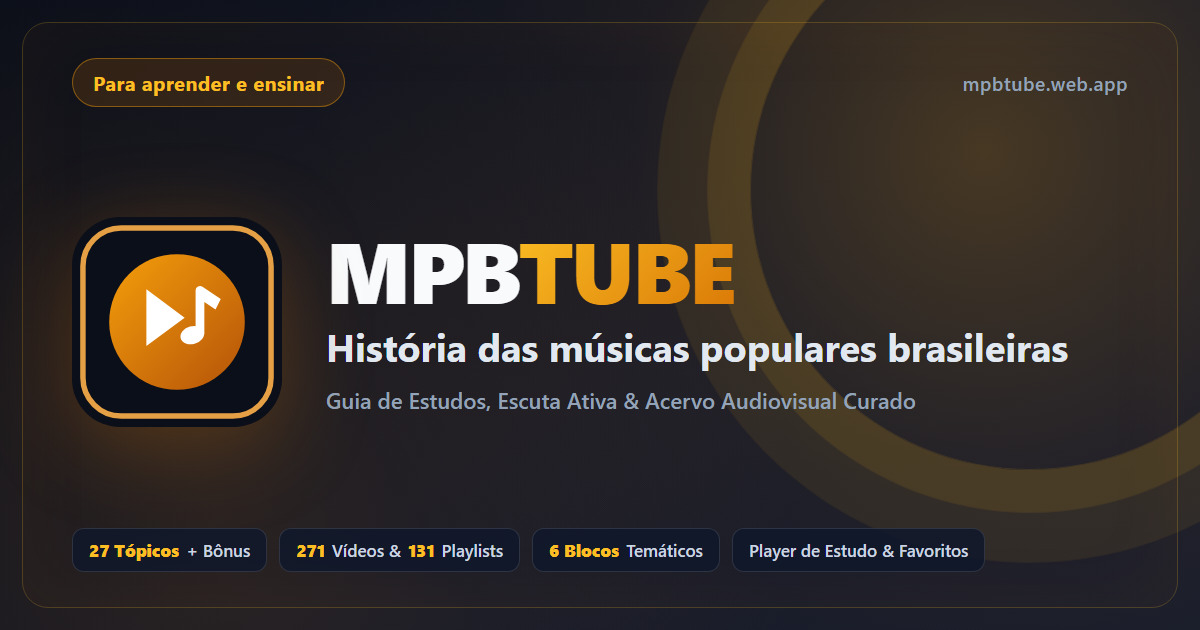 Para aprender e ensinar
mpbtube.web.app
MPBTUBE
História das músicas populares brasileiras
Guia de Estudos, Escuta Ativa & Acervo Audiovisual Curado
27 Tópicos + Bônus
271 Vídeos & 131 Playlists
6 Blocos Temáticos
Player de Estudo & Favoritos